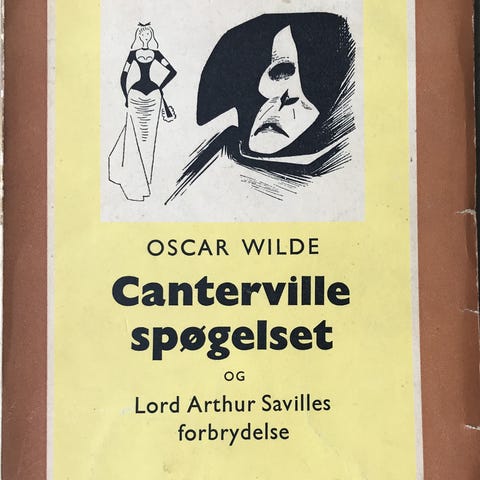 OSCAR WILDE
Canterville
spøgelset
OG
Lord Arthur Savilles
forbrydelse